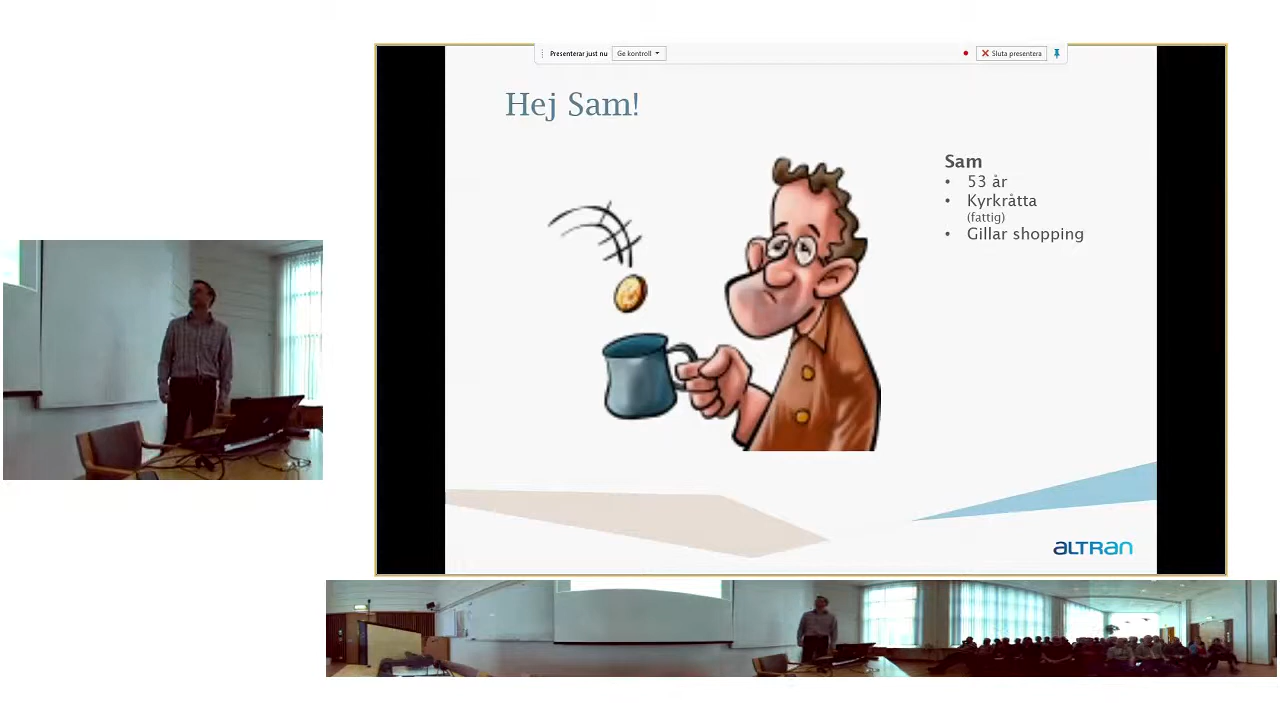 Presenterar just nu Ge kontroll Sluta presentera
Hej Sam!
Sam
• 53 år
• Kyrkråtta
(fattig)
• Gillar shopping
ALTRAN